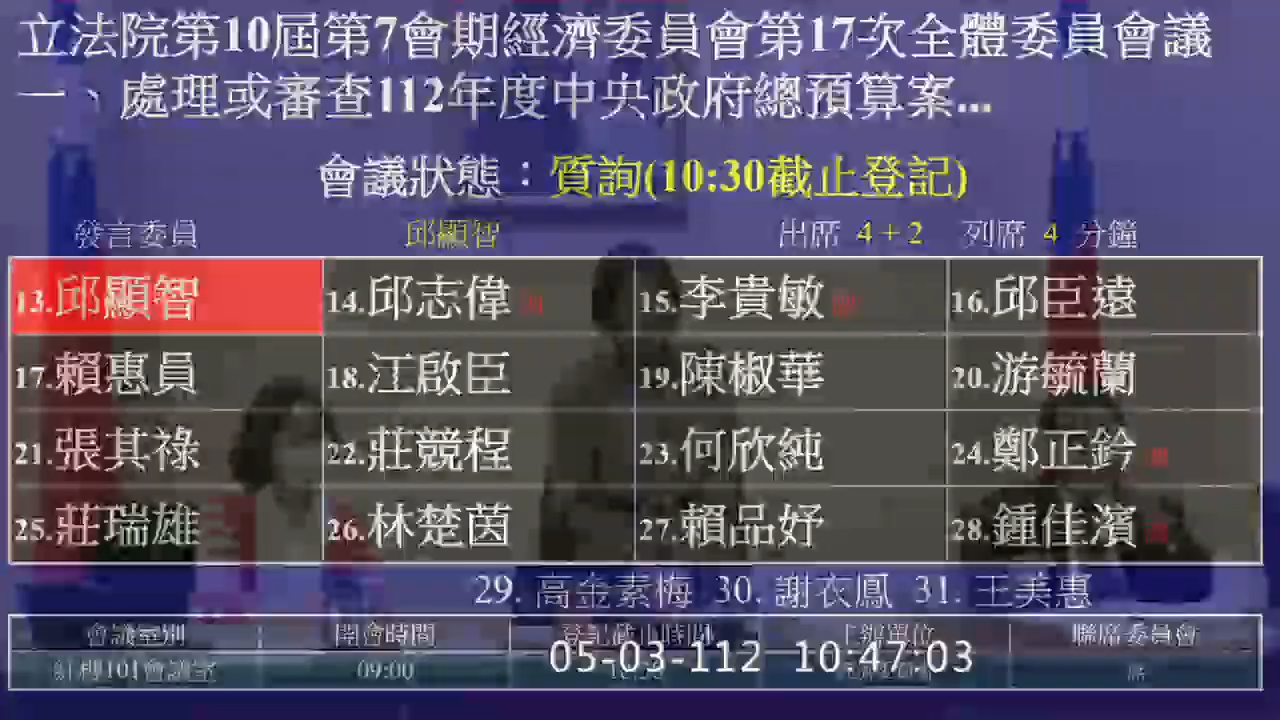 立法院第10屆第7會期經濟委員會第17次全體委員會議
一、處理或審查112年度中央政府總預算案...
會議狀態：質詢(10:30截止登記)
發言委員 邱顯智 出席 4+2 列席 4 分鐘
13.邱顯智 14.邱志偉 15.李貴敏 16.邱臣遠
17.賴惠員 18.江啟臣 19.陳椒華 20.游毓蘭
21.張其祿 22.莊競程 23.何欣純 24.鄭正鈐
25.莊瑞雄 26.林楚茵 27.賴品妤 28.鍾佳濱
29. 高金素梅 30. 謝衣鳳 31. 王美惠
會議室別 開會時間 登記截止時間 主辦單位 聯席委員會
紅樓101會議室 09:00
05-03-112 10:47:03